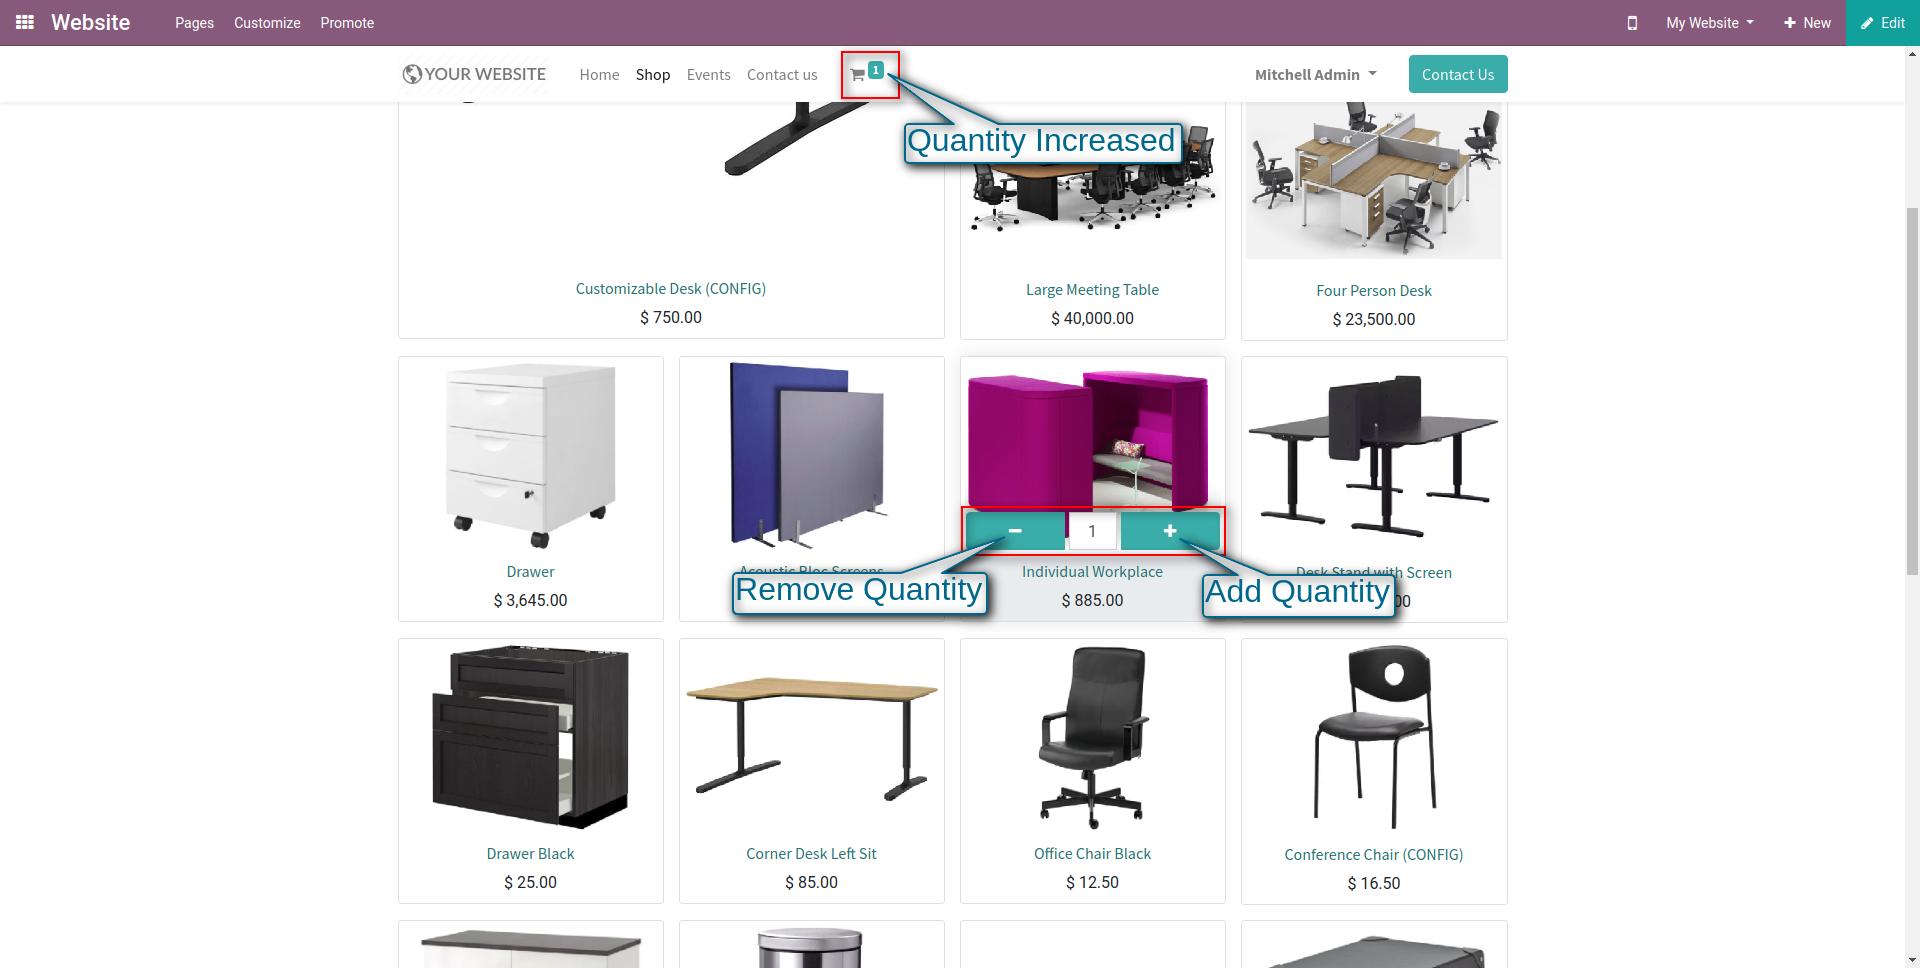 Website Pages Customize Promote My Website New Edit
YOUR WEBSITE Home Shop Events Contact us 1 Mitchell Admin Contact Us
Quantity Increased
Customizable Desk (CONFIG)
$ 750.00
Large Meeting Table
$ 40,000.00
Four Person Desk
$ 23,500.00
Drawer
$ 3,645.00
Acoustic Bloc Screens
1
Individual Workplace
$ 885.00
Desk Stand with Screen
00
Remove Quantity
Add Quantity
Drawer Black
$ 25.00
Corner Desk Left Sit
$ 85.00
Office Chair Black
$ 12.50
Conference Chair (CONFIG)
$ 16.50